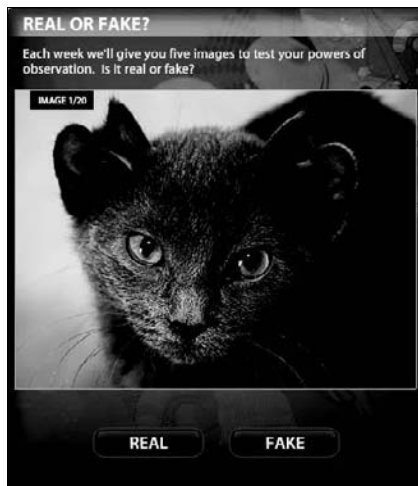 REAL OR FAKE?
Each week we'll give you five images to test your powers of
observation. Is it real or fake?
IMAGE 1/20
REAL
FAKE